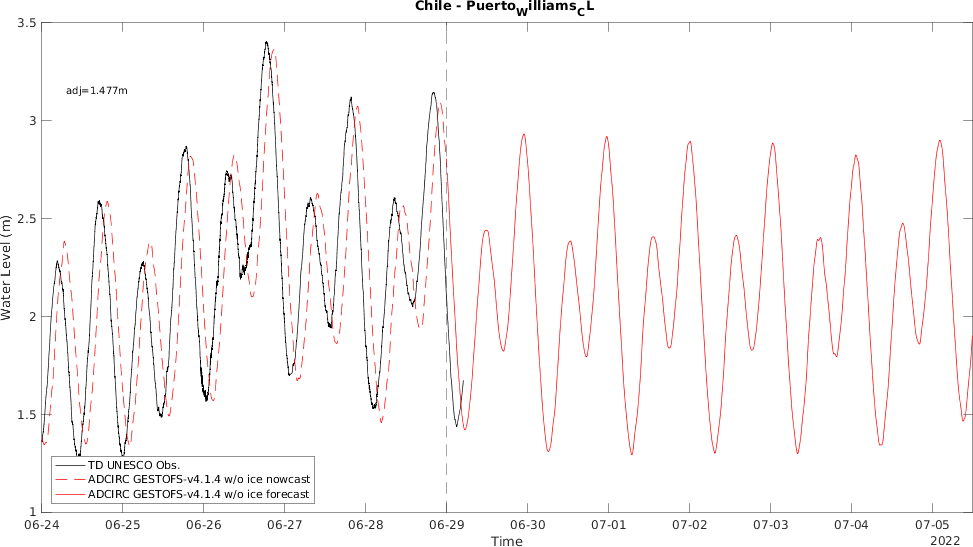 Chile - PuertoWilliamsCL
3.5
adj=1.477m
3
2.5
Water Level (m)
2
1.5
TD UNESCO Obs.
ADCIRC GESTOFS-v4.1.4 w/o ice nowcast
ADCIRC GESTOFS-v4.1.4 w/o ice forecast
1
06-24 06-25 06-26 06-27 06-28 06-29 06-30 07-01 07-02 07-03 07-04 07-05
Time 2022